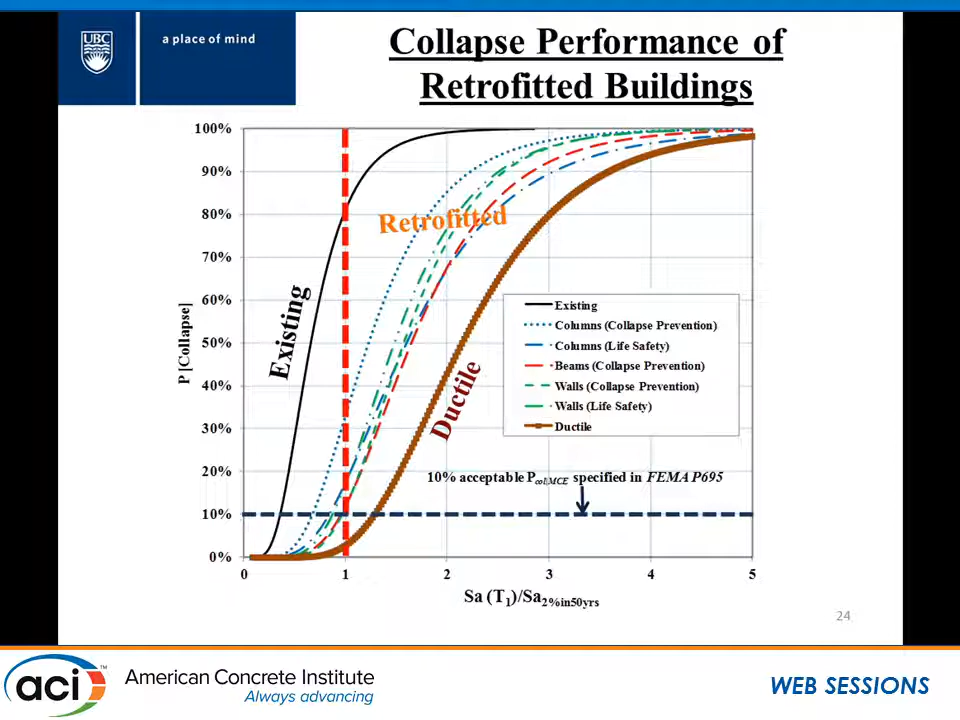 UBC
a place of mind
Collapse Performance of
Retrofitted Buildings
100%
90%
80%
70%
60%
50%
40%
30%
20%
10%
0%
P [Collapse]
Existing
Retrofitted
Ductile
Existing
Columns (Collapse Prevention)
Columns (Life Safety)
Beams (Collapse Prevention)
Walls (Collapse Prevention)
Walls (Life Safety)
Ductile
10% acceptable Pcol,MCE specified in FEMA P695
0 1 2 3 4 5
Sa (T1)/Sa2%in50yrs
24
aci™
American Concrete Institute
Always advancing
WEB SESSIONS